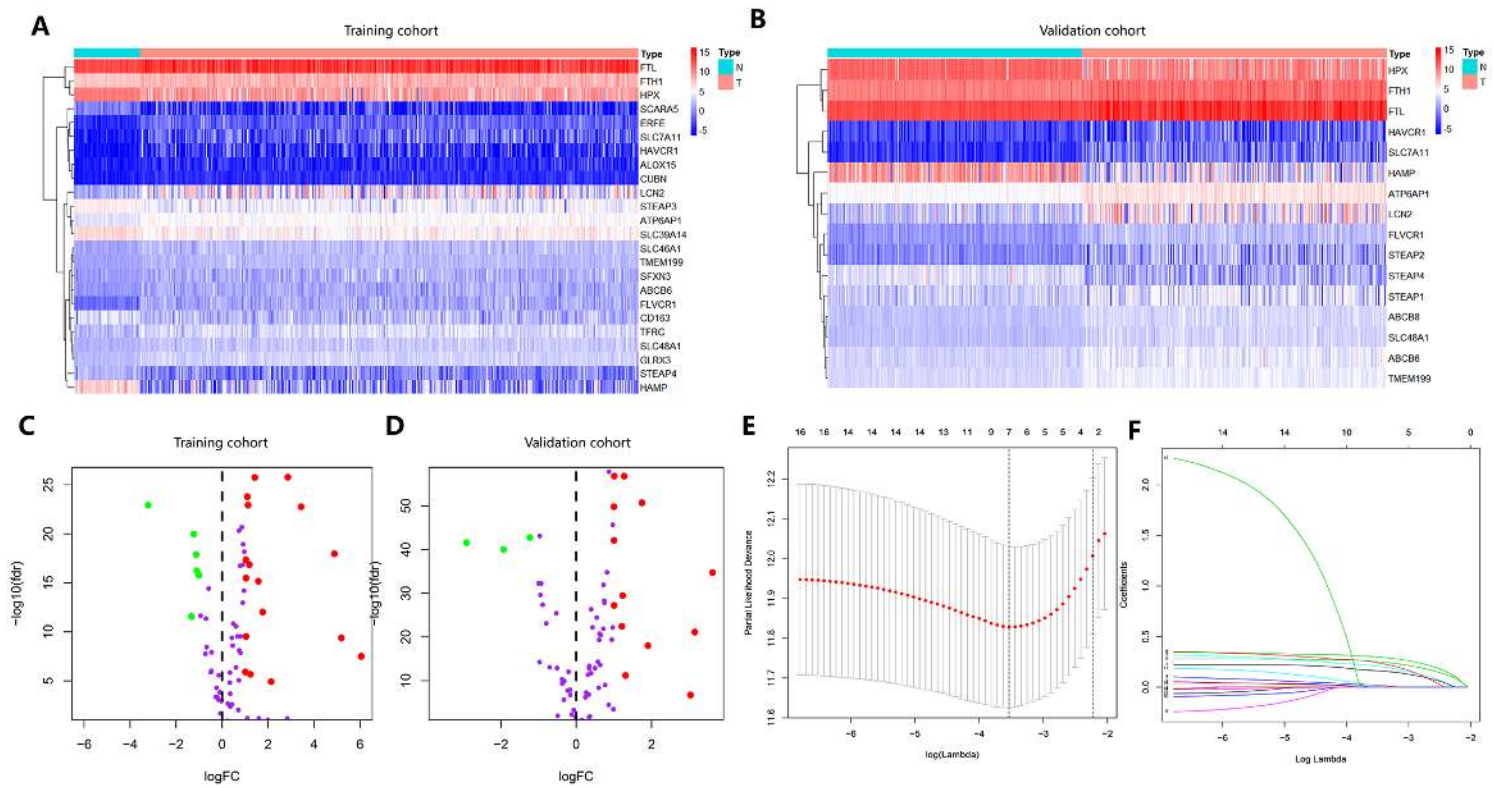 A
Training cohort
Type
FTL
FTH1
HPX
SCARA5
ERFE
SLC7A11
HAVCR1
ALOX15
CUBN
LCN2
STEAP3
ATP6AP1
SLC39A14
SLC46A1
TMEM199
SFXN3
ABCB6
FLVCR1
CD163
TFRC
SLC48A1
GLRX3
STEAP4
HAMP
15
10
5
0
-5
Type
N
T
B
Validation cohort
Type
HPX
FTH1
FTL
HAVCR1
SLC7A11
HAMP
ATP6AP1
LCN2
FLVCR1
STEAP2
STEAP4
STEAP1
ABCB8
SLC48A1
ABCB6
TMEM199
15
10
5
0
-5
Type
N
T
C
Training cohort
−log10(fdr)
25
20
15
10
5
−6 −4 −2 0 2 4 6
logFC
D
Validation cohort
−log10(fdr)
50
40
30
20
10
−2 0 2
logFC
E
16 16 14 14 14 14 13 11 9 7 6 5 4 2
Partial Likelihood Deviance
12.2
12.1
12.0
11.9
11.8
11.7
11.6
−6 −5 −4 −3 −2
log(Lambda)
F
14 14 10 5 0
Coefficients
2.0
1.5
1.0
0.5
0.0
−6 −5 −4 −3 −2
Log Lambda